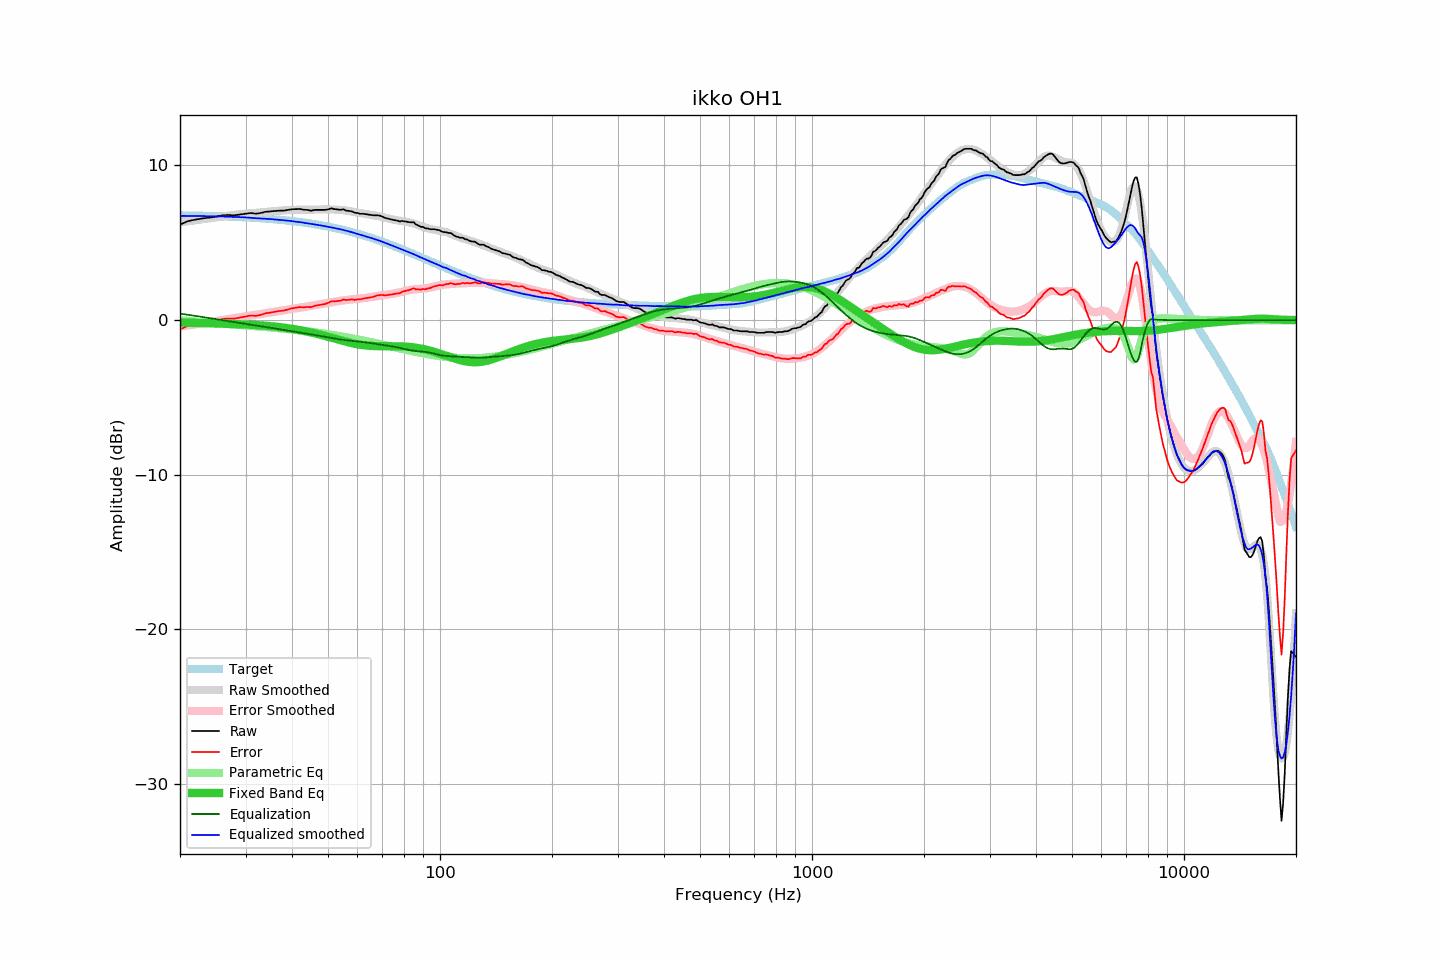 ikko OH1
10
0
−10
−20
−30
Amplitude (dBr)
Target
Raw Smoothed
Error Smoothed
Raw
Error
Parametric Eq
Fixed Band Eq
Equalization
Equalized smoothed
100
1000
10000
Frequency (Hz)